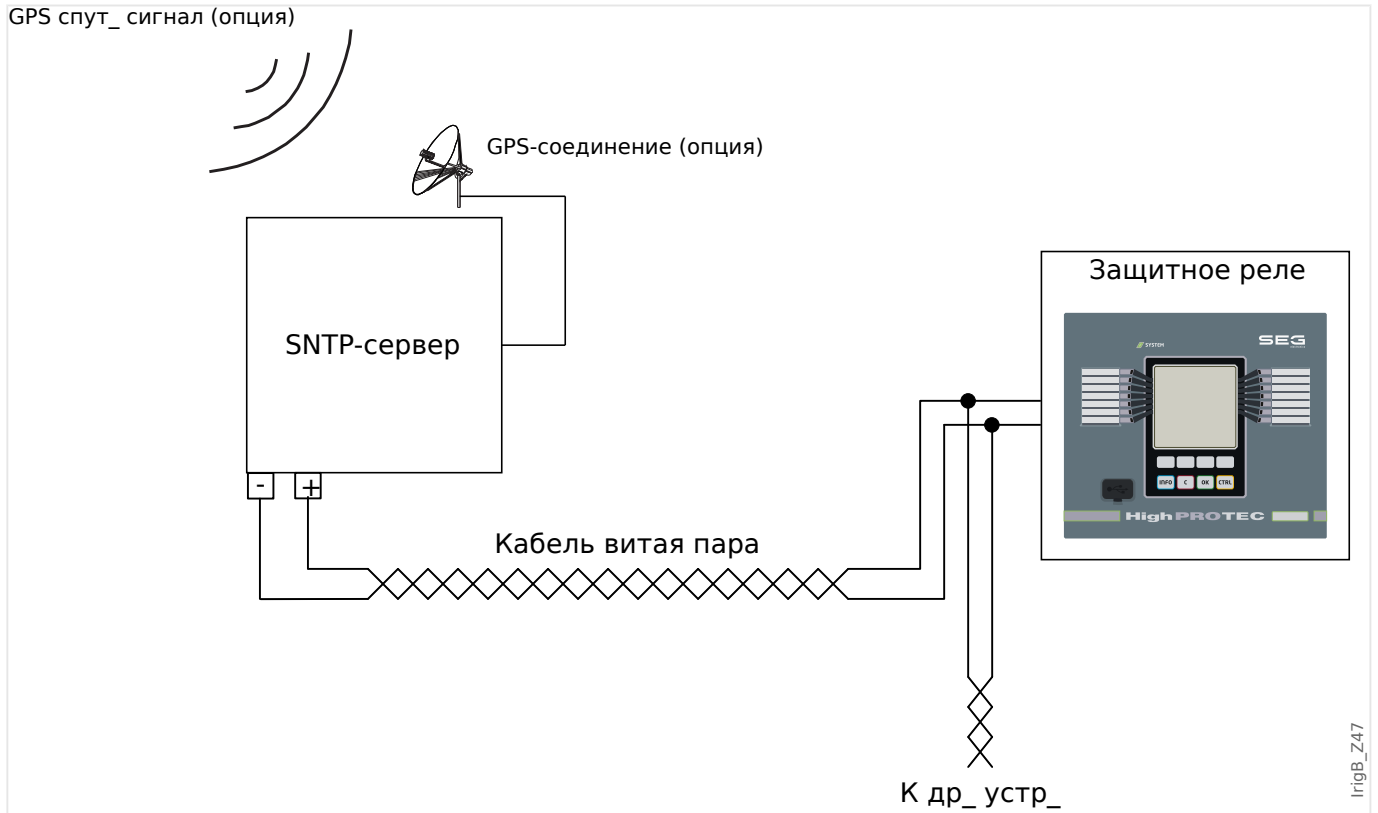 GPS спут_ сигнал (опция)
GPS-соединение (опция)
SNTP-сервер
- +
Кабель витая пара
Защитное реле
SYSTEM
SEG
INFO C OK CTRL
HighPROTEC
К др_ устр_
IrigB_Z47